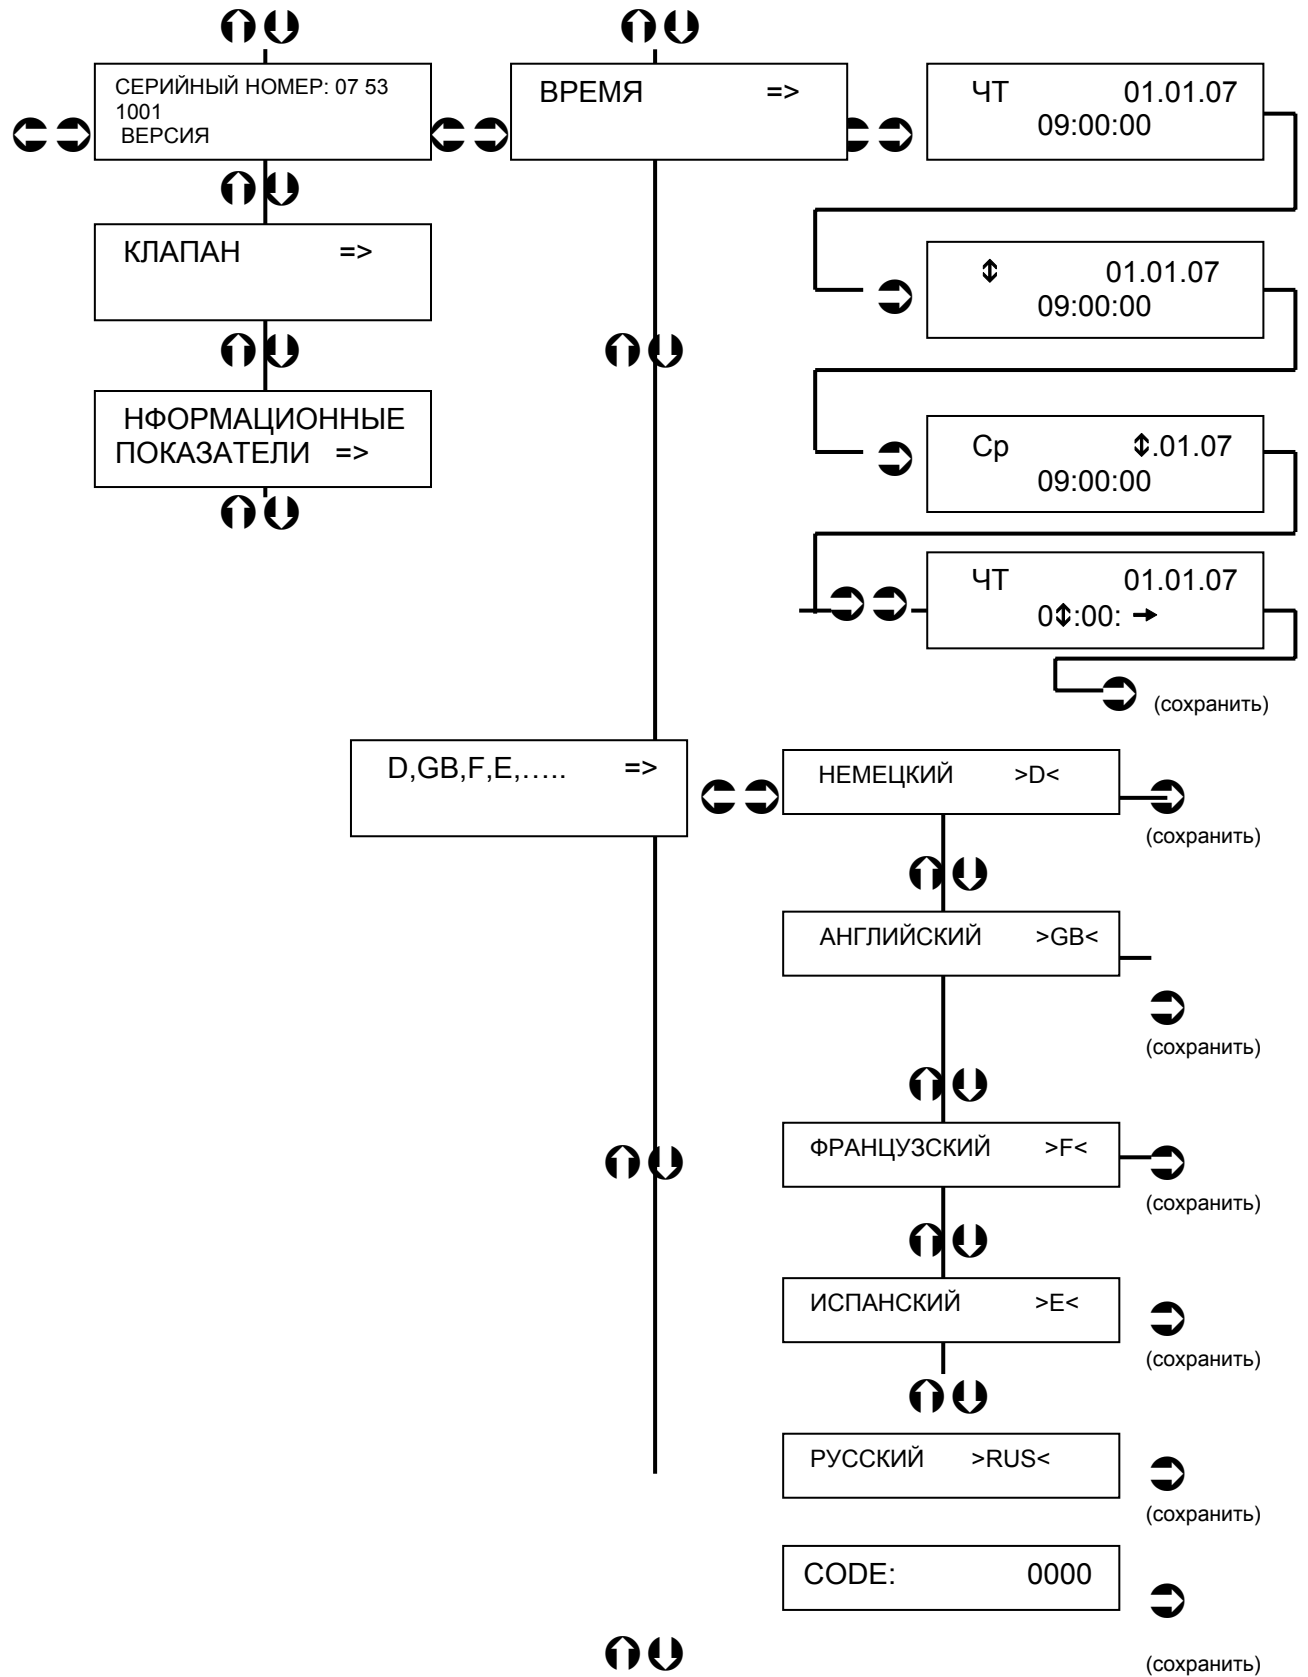 СЕРИЙНЫЙ НОМЕР: 07 53
1001
ВЕРСИЯ
ВРЕМЯ =>
ЧТ 01.01.07
09:00:00
КЛАПАН =>
↕ 01.01.07
09:00:00
НФОРМАЦИОННЫЕ
ПОКАЗАТЕЛИ =>
Ср ↕.01.07
09:00:00
ЧТ 01.01.07
0↕:00: →
(сохранить)
D,GB,F,E,..... =>
НЕМЕЦКИЙ >D<
(сохранить)
АНГЛИЙСКИЙ >GB<
(сохранить)
ФРАНЦУЗСКИЙ >F<
(сохранить)
ИСПАНСКИЙ >E<
(сохранить)
РУССКИЙ >RUS<
(сохранить)
CODE: 0000
(сохранить)